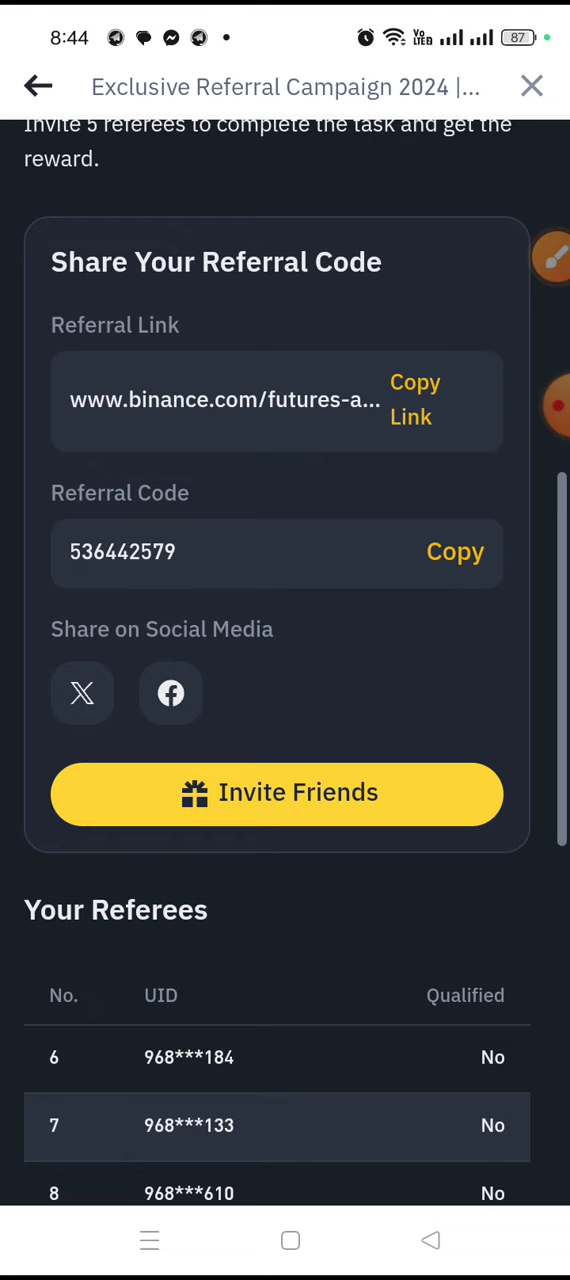 8:44
Vo
LTE2
87
Exclusive Referral Campaign 2024 |...
Invite 5 referees to complete the task and get the
reward.
Share Your Referral Code
Referral Link
www.binance.com/futures-a...
Copy
Link
Referral Code
536442579
Copy
Share on Social Media
Invite Friends
Your Referees
No.
UID
Qualified
6
968***184
No
7
968***133
No
8
968***610
No